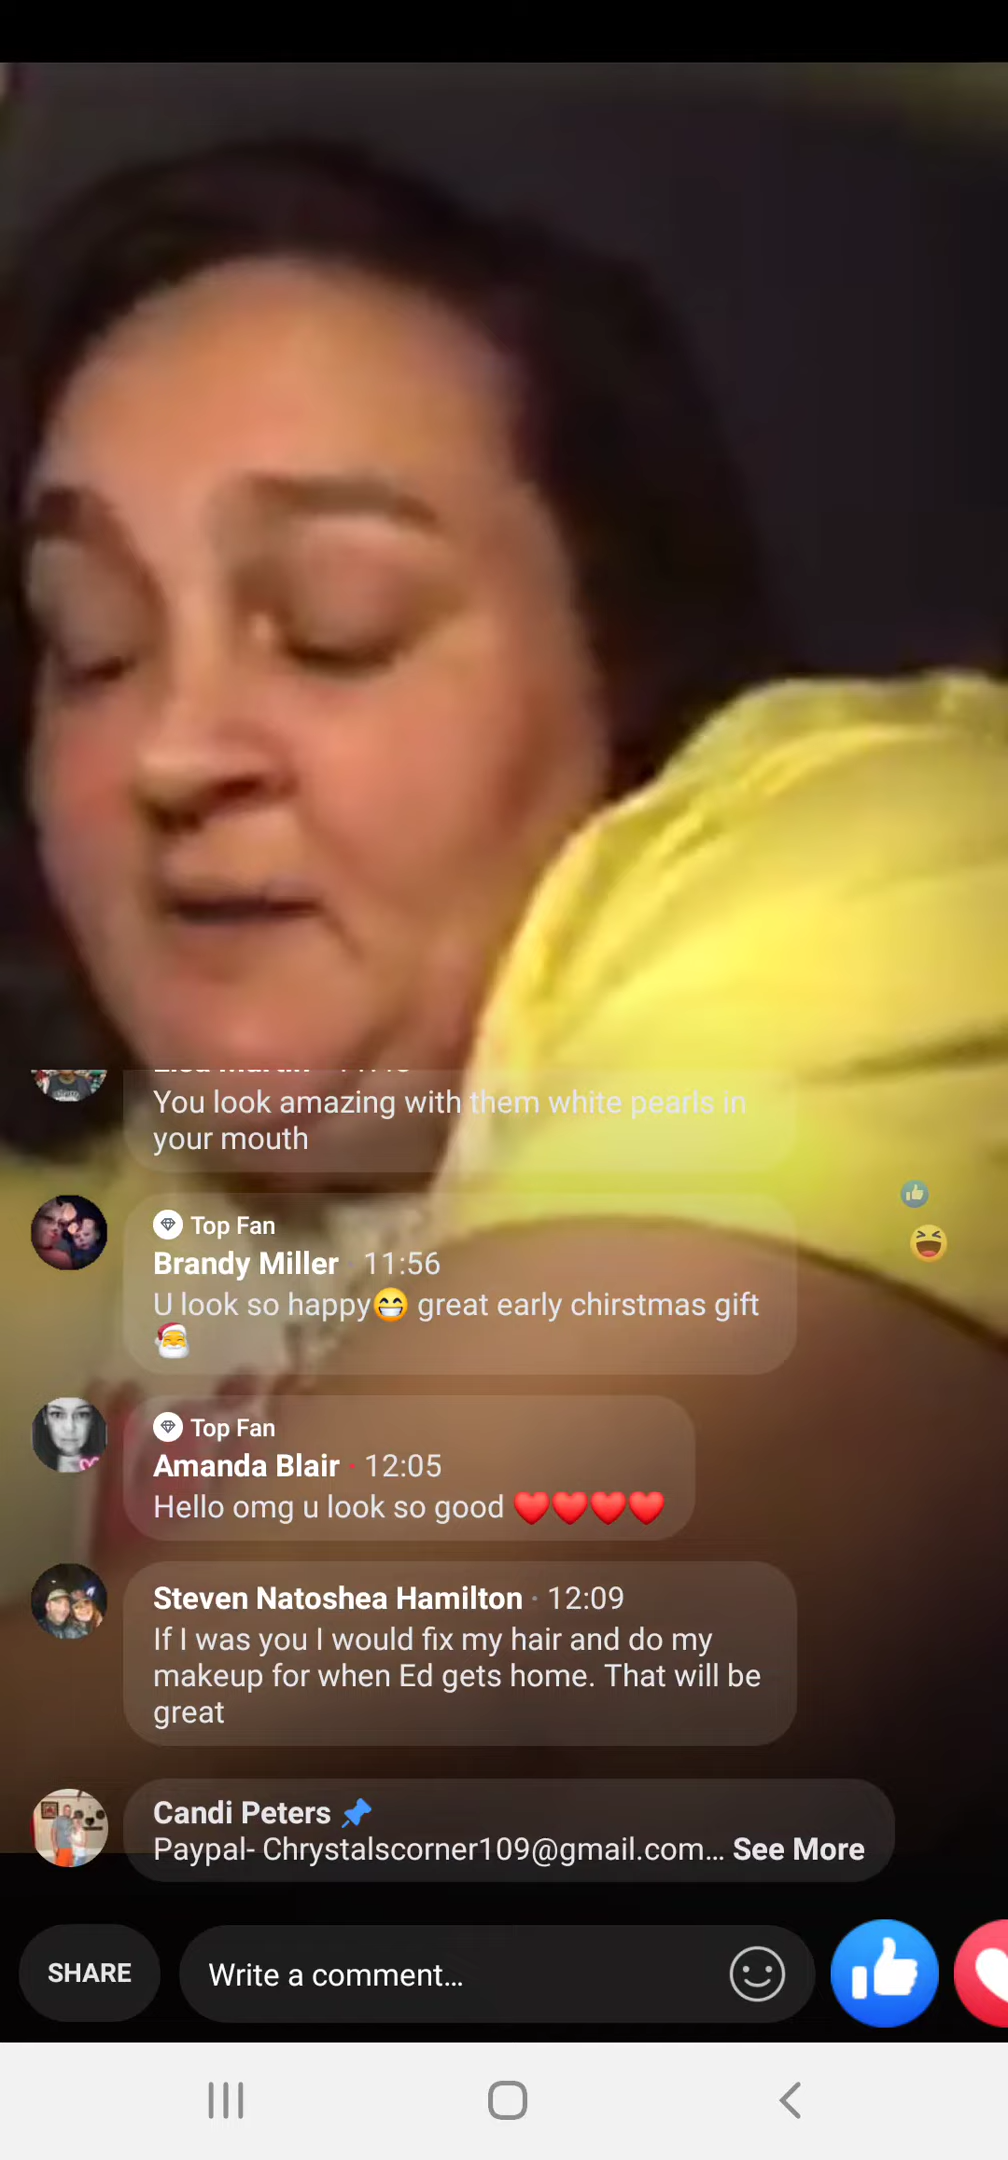 You look amazing with them white pearls in
your mouth
Top Fan
Brandy Miller 11:56
U look so happy😁 great early chirstmas gift
🎅
Top Fan
Amanda Blair · 12:05
Hello omg u look so good ❤️❤️❤️❤️
Steven Natoshea Hamilton · 12:09
If I was you I would fix my hair and do my
makeup for when Ed gets home. That will be
great
Candi Peters 📌
Paypal- Chrystalscorner109@gmail.com... See More
SHARE
Write a comment...